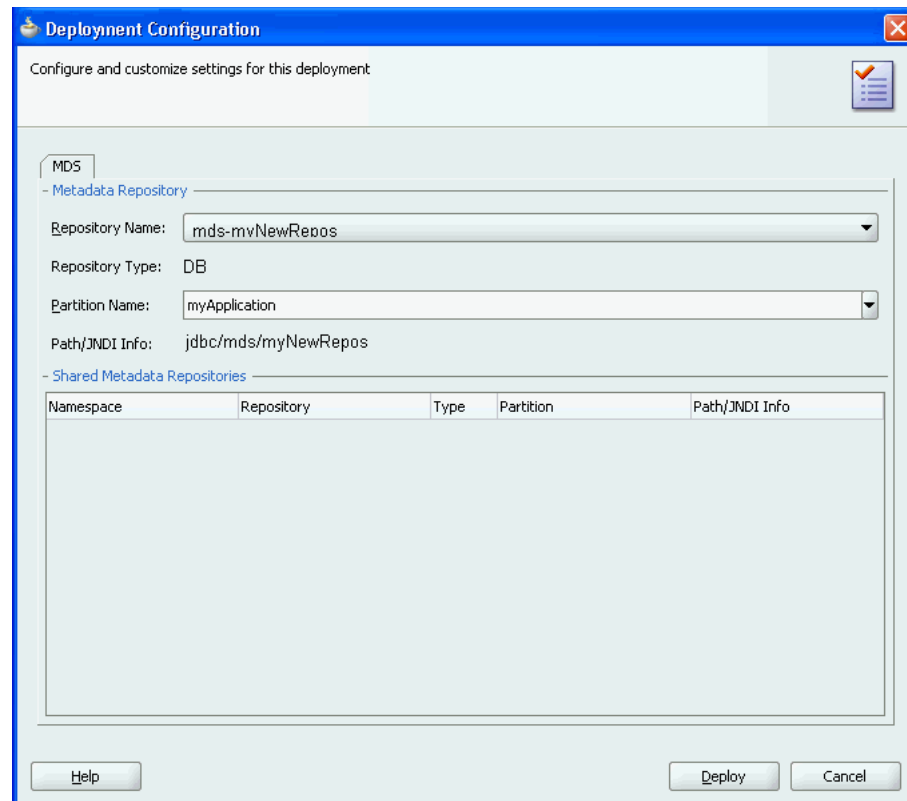 Deployment Configuration
Configure and customize settings for this deployment
MDS
Metadata Repository
Repository Name: mds-myNewRepos
Repository Type: DB
Partition Name: myApplication
Path/JNDI Info: jdbc/mds/myNewRepos
Shared Metadata Repositories
Namespace Repository Type Partition Path/JNDI Info
Help Deploy Cancel